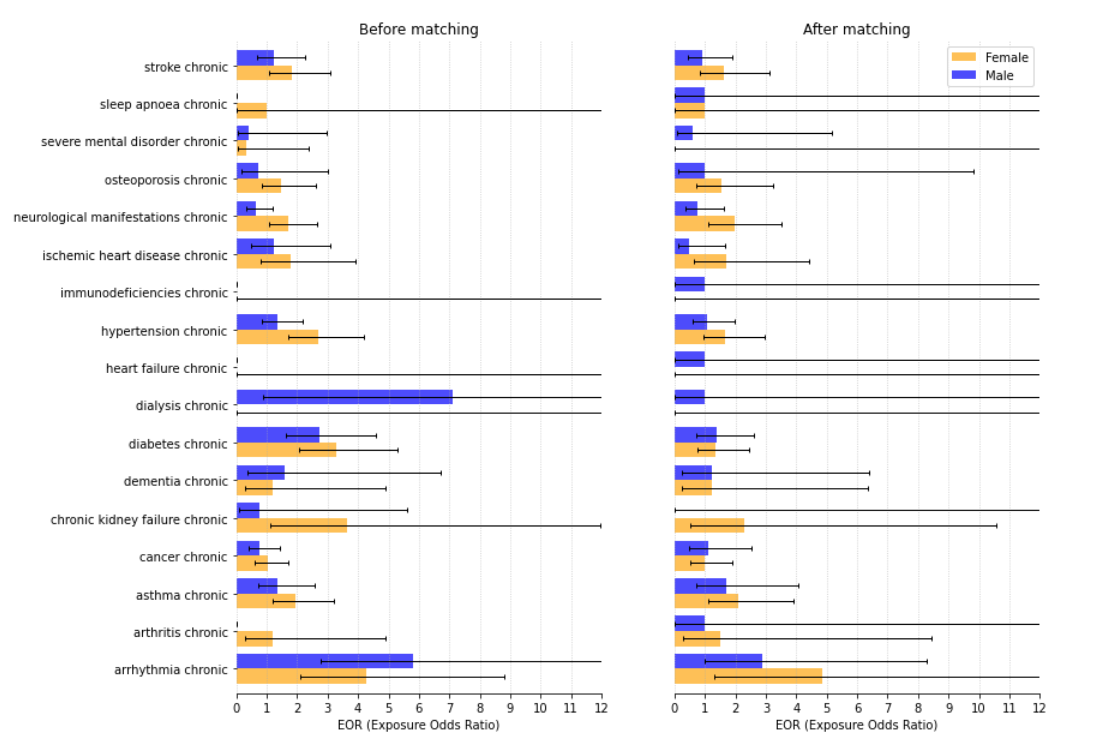 Before matching
After matching
Female
Male
stroke chronic
sleep apnoea chronic
severe mental disorder chronic
osteoporosis chronic
neurological manifestations chronic
ischemic heart disease chronic
immunodeficiencies chronic
hypertension chronic
heart failure chronic
dialysis chronic
diabetes chronic
dementia chronic
chronic kidney failure chronic
cancer chronic
asthma chronic
arthritis chronic
arrhythmia chronic
0 1 2 3 4 5 6 7 8 9 10 11 12
EOR (Exposure Odds Ratio)
0 1 2 3 4 5 6 7 8 9 10 11 12
EOR (Exposure Odds Ratio)